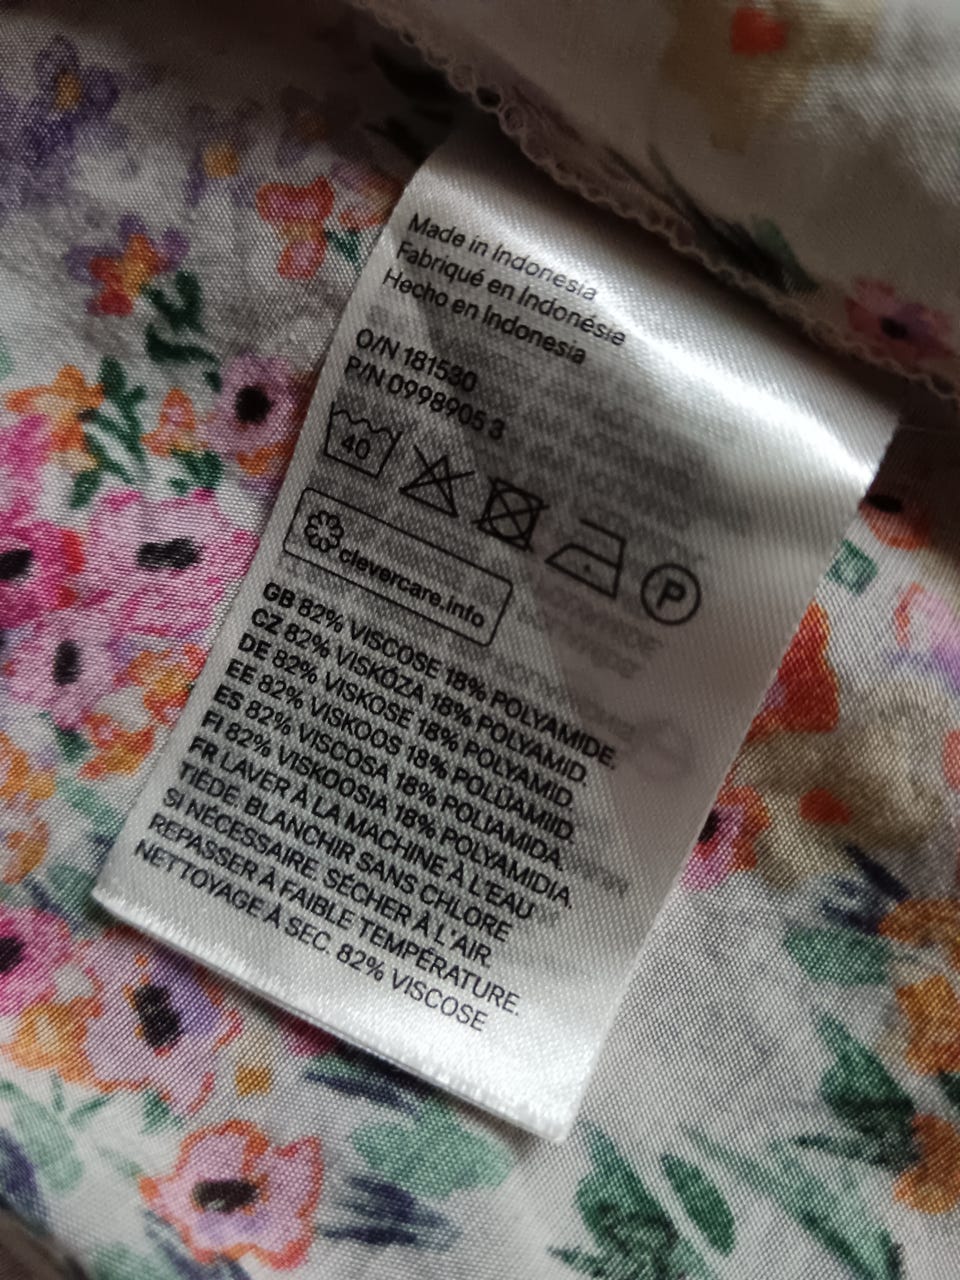 Made in Indonesia
Fabriqué en Indonésie
Hecho en Indonesia
O/N 181530
P/N 0998905 3
40
P
clevercare.info
GB 82% VISCOSE 18% POLYAMIDE.
CZ 82% VISKÓZA 18% POLYAMID.
DE 82% VISKOSE 18% POLYAMID.
EE 82% VISKOOS 18% POLÜAMIID.
ES 82% VISCOSA 18% POLIAMIDA.
FI 82% VISKOOSIA 18% POLYAMIDIA.
FR LAVER À LA MACHINE À L'EAU
TIÈDE. BLANCHIR SANS CHLORE
SI NÉCESSAIRE. SÉCHER À L'AIR.
REPASSER À FAIBLE TEMPÉRATURE.
NETTOYAGE À SEC. 82% VISCOSE